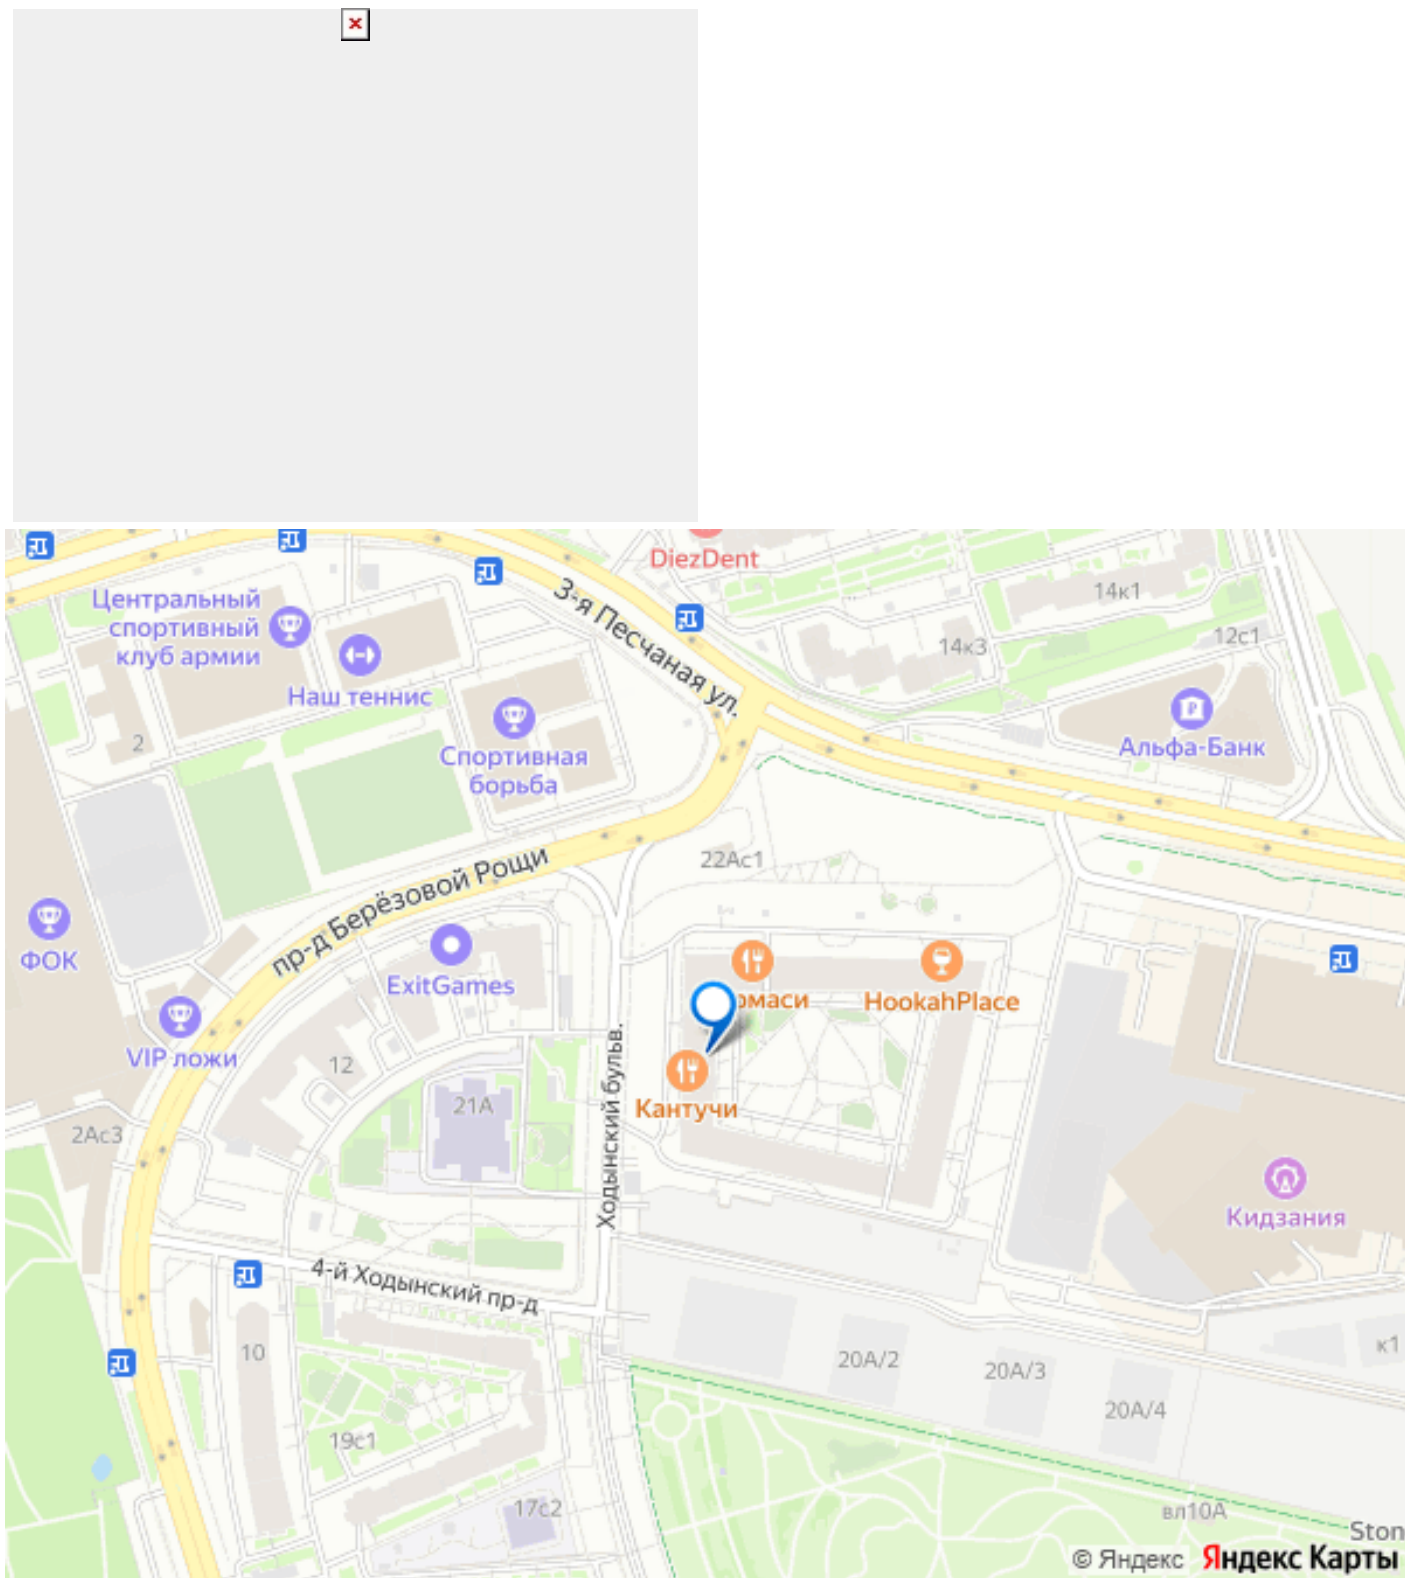 DiezDent
14к1
Центральный
спортивный
клуб армии
3-я Песчаная ул.
12с1
14к3
Наш теннис
2
Альфа-Банк
Спортивная
борьба
22Ас1
пр-д Берёзовой Рощи
ФОК
ExitGames
омаси
HookahPlace
VIP ложи
12
Ходынский бульв.
21А
Кантучи
2Ас3
Кидзания
4-й Ходынский пр-д
10
к1
20А/2
20А/3
20А/4
19с1
17с2
вл10А
Ston
© Яндекс Яндекс Карты